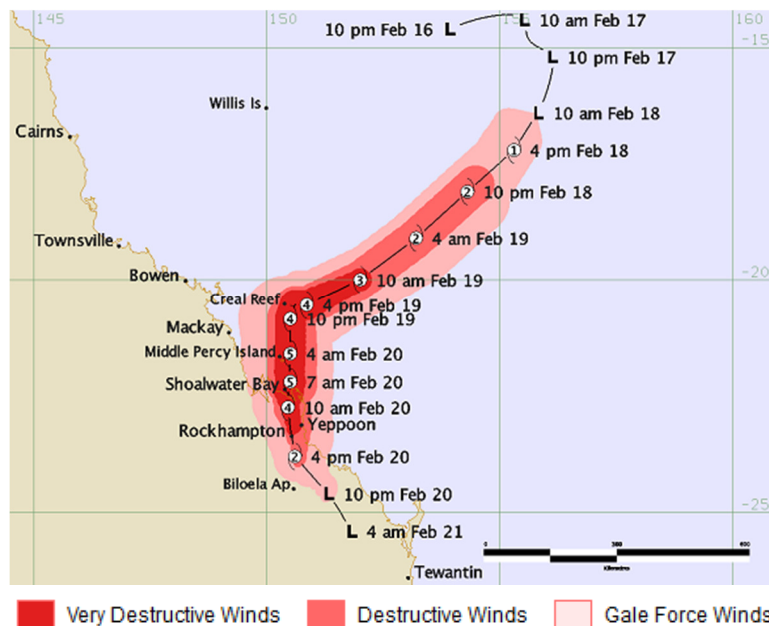 145
150
155
160
-15
10 pm Feb 16
L
L
10 am Feb 17
L
10 pm Feb 17
Willis Is
L
10 am Feb 18
Cairns
1
4 pm Feb 18
2
10 pm Feb 18
Townsville
2
4 am Feb 19
Bowen
3
10 am Feb 19
-20
Creal Reef
4
4 pm Feb 19
Mackay
4
10 pm Feb 19
Middle Percy Island
5
4 am Feb 20
Shoalwater Bay
5
7 am Feb 20
4
10 am Feb 20
Rockhampton
Yeppoon
2
4 pm Feb 20
Biloela Ap
L
10 pm Feb 20
-25
L
4 am Feb 21
0
300
600
Kilometres
Tewantin
Very Destructive Winds
Destructive Winds
Gale Force Winds